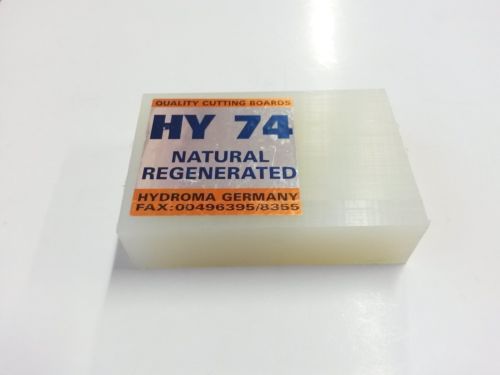 QUALITY CUTTING BOARDS
HY 74
NATURAL
REGENERATED
HYDROMA GERMANY
FAX:00496395/8355